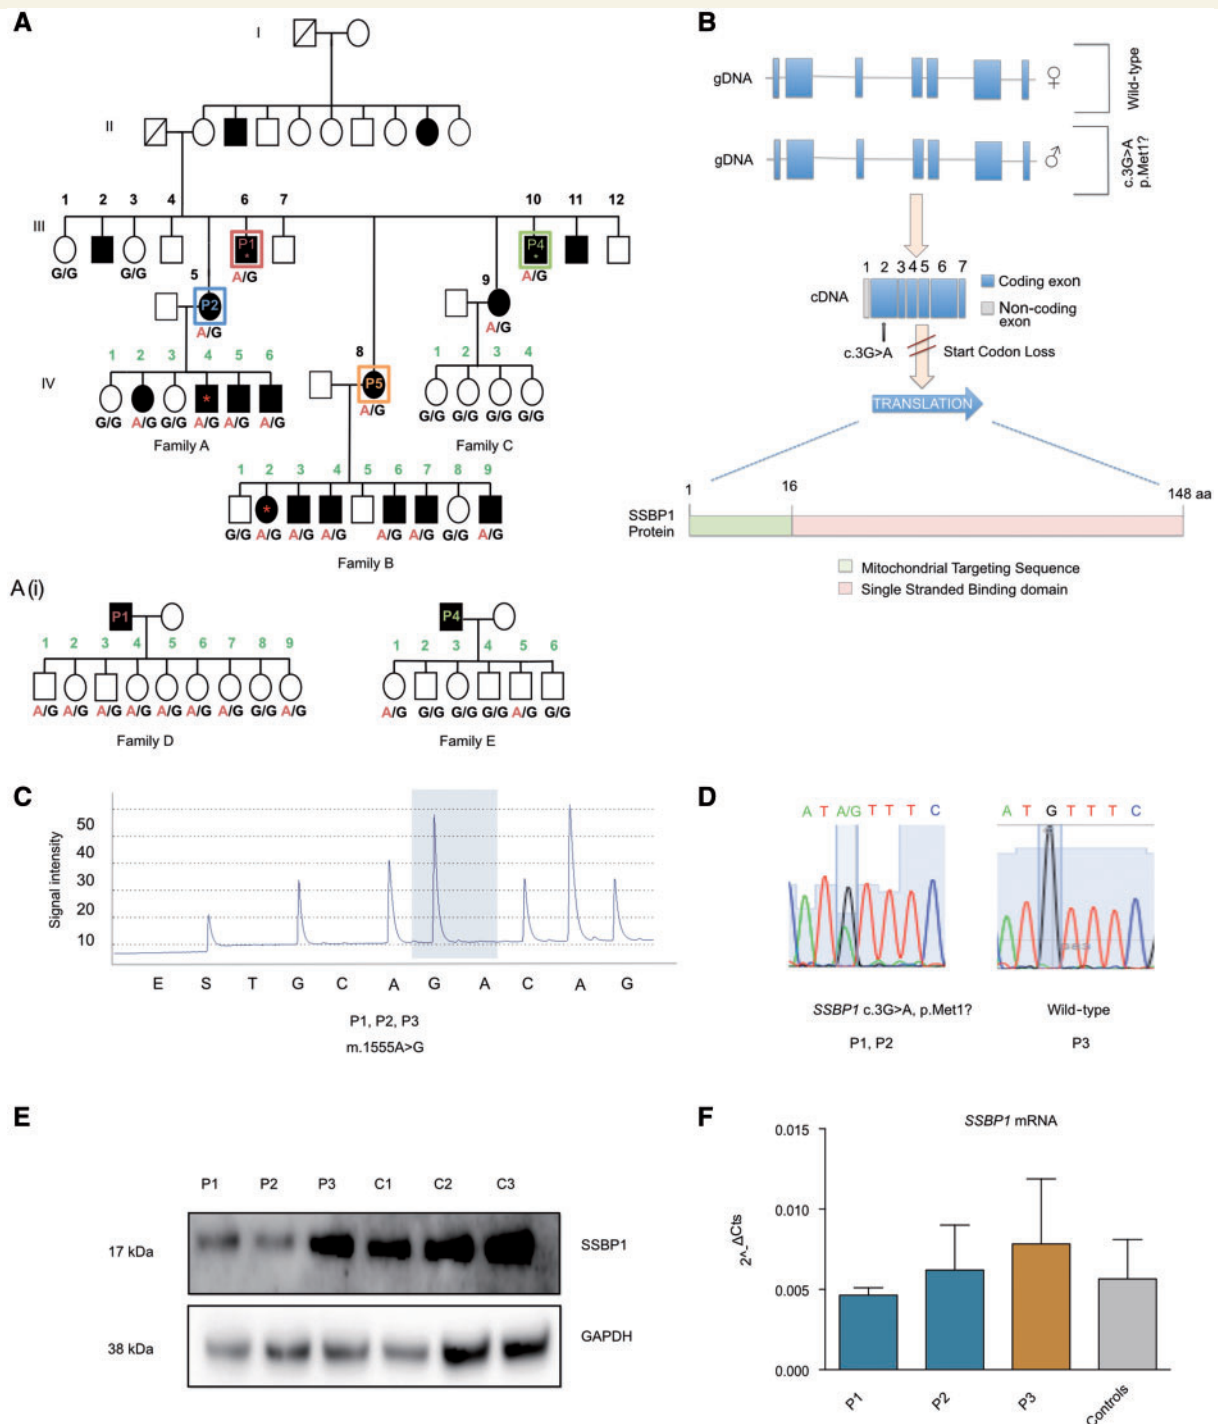 A
I
II
1 2 3 4 6 7 10 11 12
III
P1
*
P4
*
G/G G/G A/G A/G
5 9
P2
A/G A/G
1 2 3 4 5 6 8 1 2 3 4
IV
* P5
G/G A/G G/G A/G A/G A/G A/G G/G G/G G/G G/G
Family A Family C
1 2 3 4 5 6 7 8 9
*
G/G A/G A/G A/G A/G A/G G/G A/G
Family B
A (i)
P1 P4
1 2 3 4 5 6 7 8 9
1 2 3 4 5 6
A/G A/G A/G A/G A/G A/G A/G G/G A/G
A/G G/G G/G G/G A/G G/G
Family D Family E
B
gDNA ♀ Wild-type
gDNA ♂ c.3G>A
p.Met1?
1 2 3 4 5 6 7
cDNA
Coding exon
Non-coding
exon
c.3G>A Start Codon Loss
TRANSLATION
1 16 148 aa
SSBP1
Protein
Mitochondrial Targeting Sequence
Single Stranded Binding domain
C
Signal intensity
50
40
30
20
10
E S T G C A G A C A G
P1, P2, P3
m.1555A>G
D
A T A/G T T T C
A T G T T T C
SSBP1 c.3G>A, p.Met1? Wild-type
P1, P2 P3
E
P1 P2 P3 C1 C2 C3
17 kDa SSBP1
38 kDa GAPDH
F
SSBP1 mRNA
2^-ΔCts
0.015
0.010
0.005
0.000
P1 P2 P3 Controls